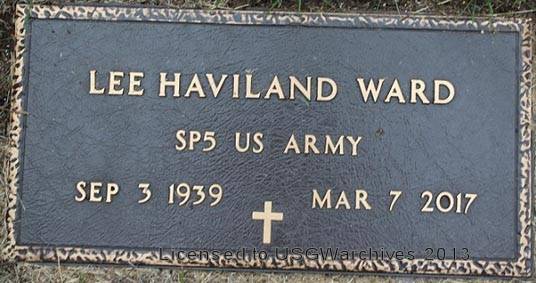 LEE HAVILAND WARD
SP5 US ARMY
SEP 3 1939 MAR 7 2017
Licensed to USGWarchives 2013